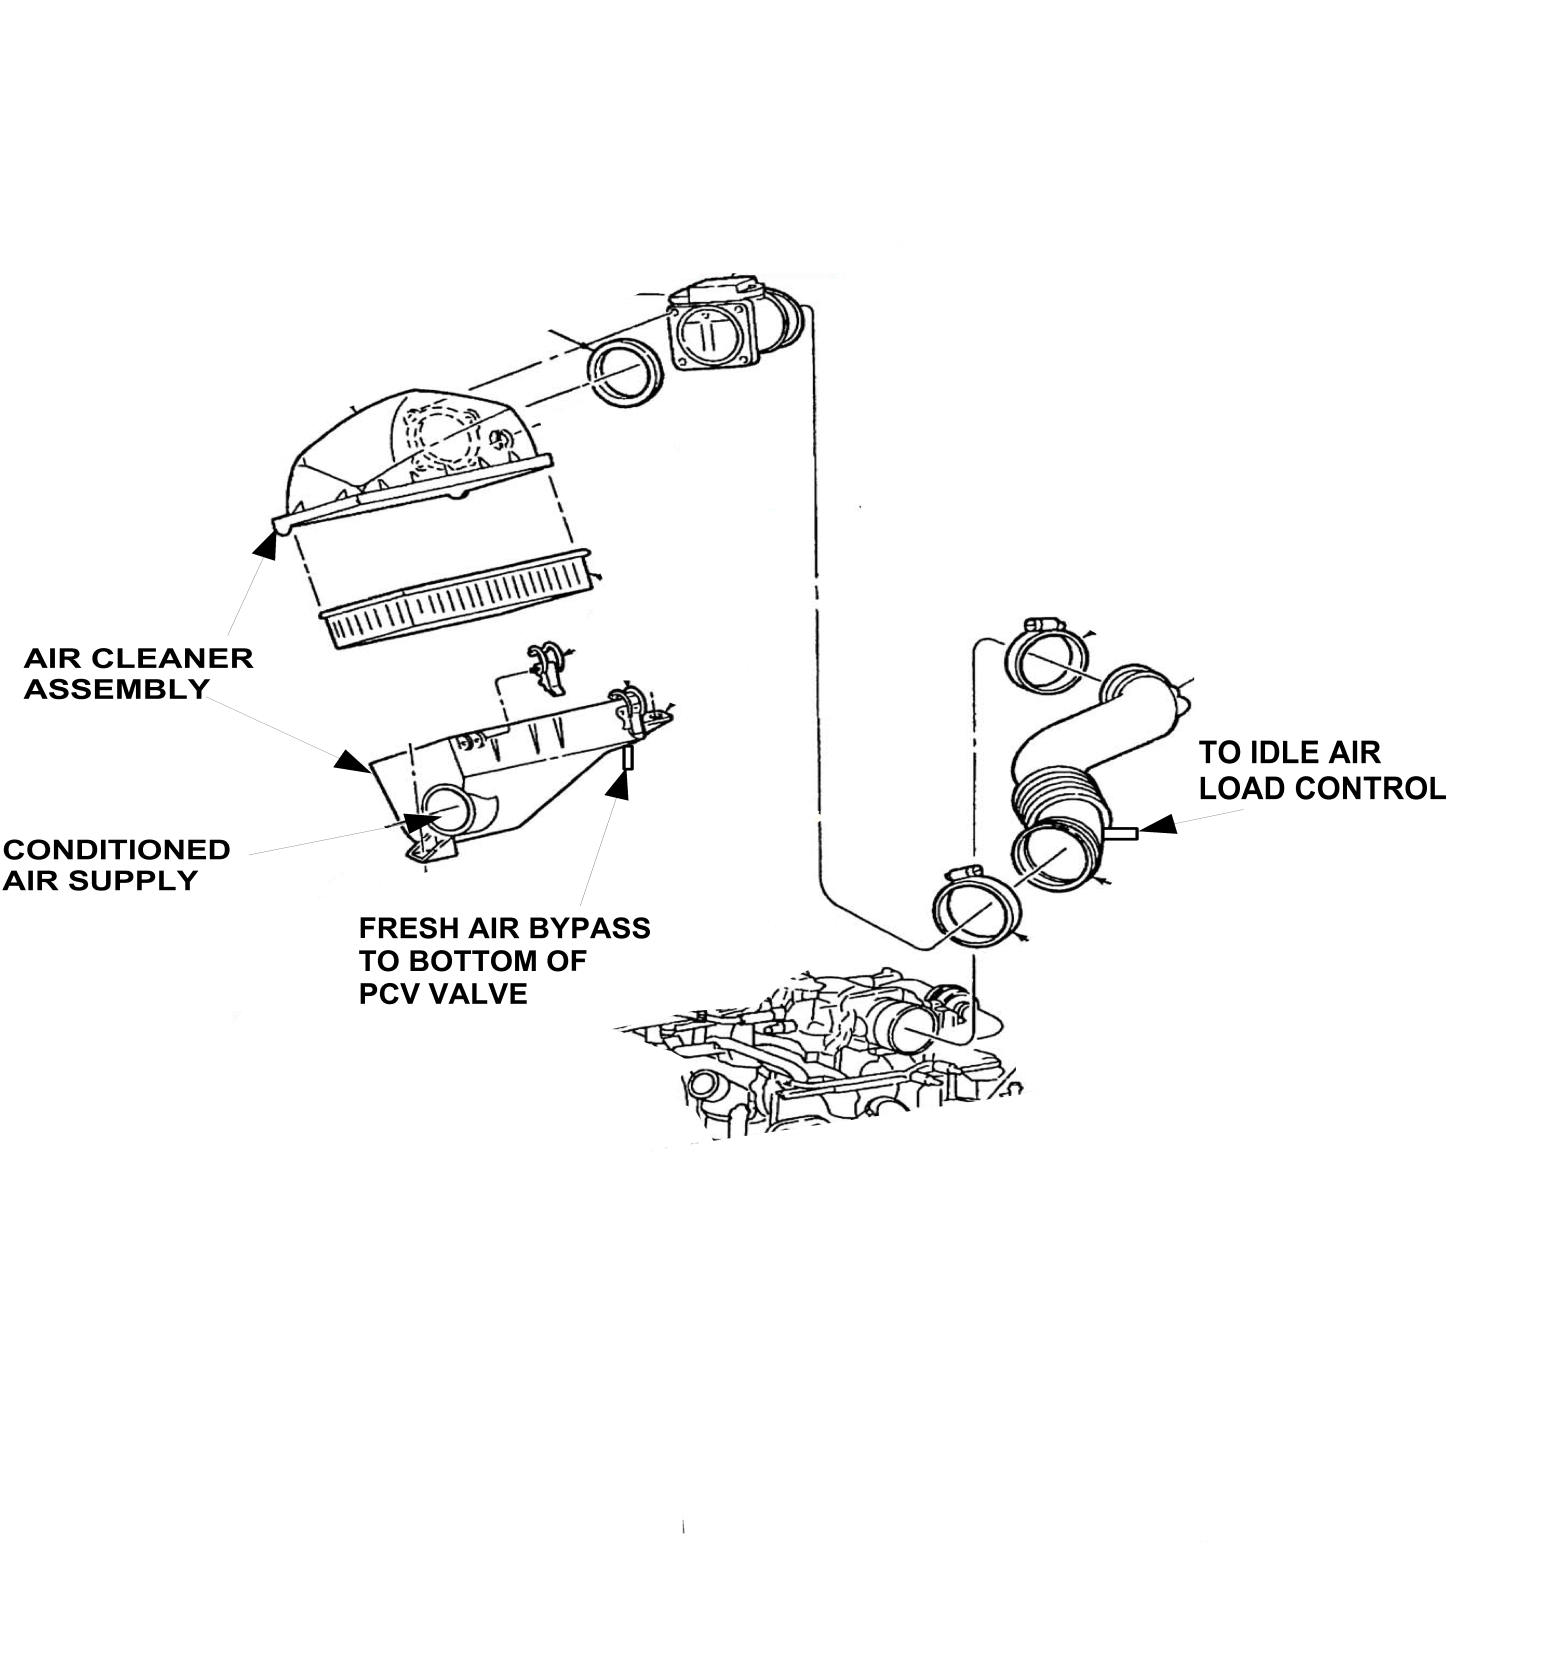 AIR CLEANER
ASSEMBLY
TO IDLE AIR
LOAD CONTROL
CONDITIONED
AIR SUPPLY
FRESH AIR BYPASS
TO BOTTOM OF
PCV VALVE